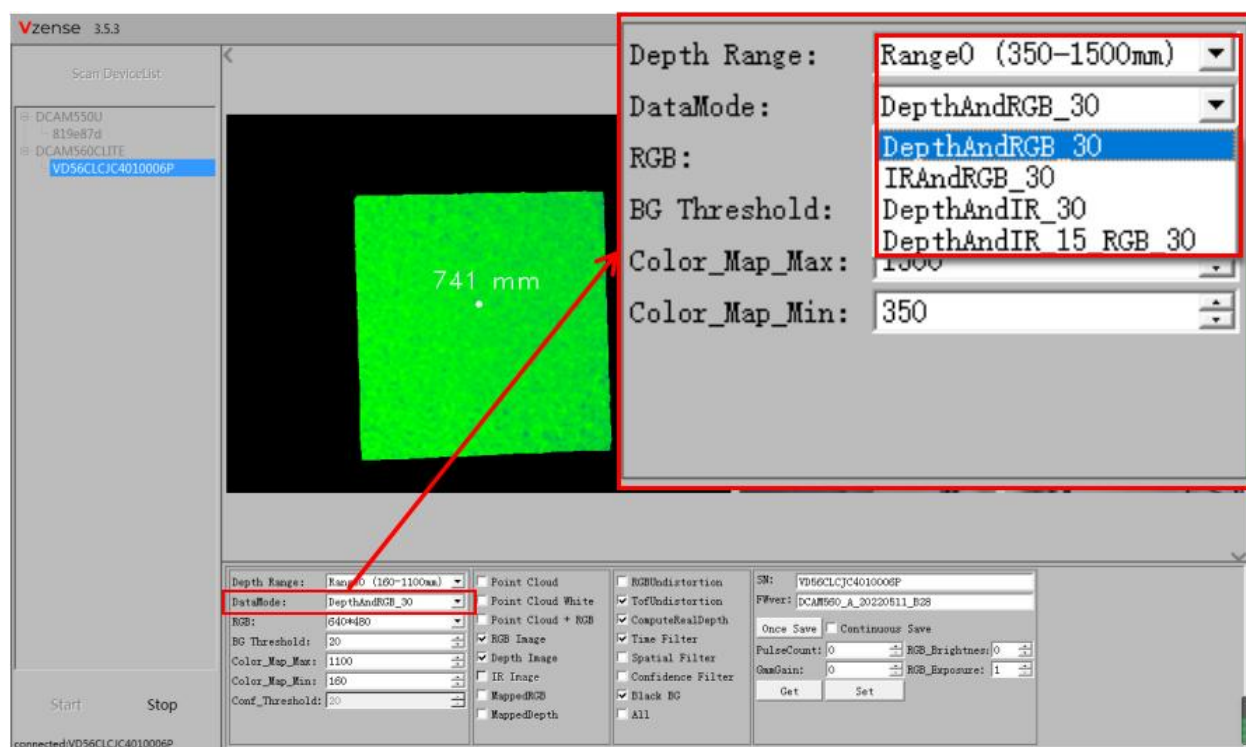 Vzense 3.5.3
Scan DeviceList
DCAM550U
819e87d
DCAM560CLITE
VD56CLCJC4010006P
741 mm
Depth Range: Range0 (350-1500mm)
DataMode: DepthAndRGB_30
DepthAndRGB_30
RGB:
IRAndRGB_30
BG Threshold:
DepthAndIR_30
DepthAndIR_15_RGB_30
Color_Map_Max: 1500
Color_Map_Min: 350
Depth Range: Range0 (160-1100mm)
DataMode: DepthAndRGB_30
RGB: 640*480
BG Threshold: 20
Color_Map_Max: 1100
Color_Map_Min: 160
Conf_Threshold: 20
Point Cloud
Point Cloud White
Point Cloud + RGB
RGB Image
Depth Image
IR Image
MappedRGB
MappedDepth
RGBUndistortion
TofUndistortion
ComputeRealDepth
Time Filter
Spatial Filter
Confidence Filter
Black BG
All
SN: VD56CLCJC4010006P
FWver: DCAM560_A_20220511_B28
Once Save Continuous Save
PulseCount: 0 RGB_Brightness: 0
GmmGain: 0 RGB_Exposure: 1
Get Set
Start Stop
connected:VD56CLCJC4010006P